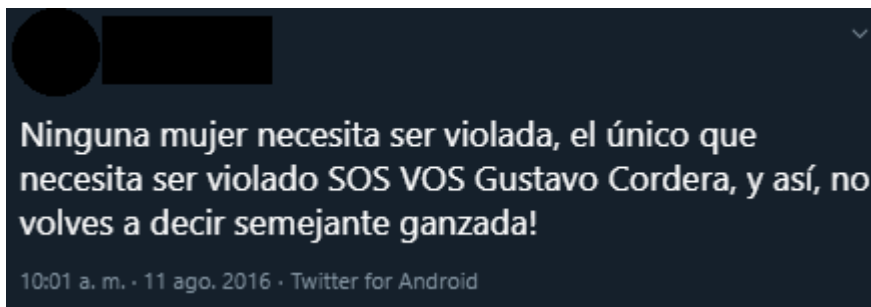 Ninguna mujer necesita ser violada, el único que
necesita ser violado SOS VOS Gustavo Cordera, y así, no
volves a decir semejante ganzada!
10:01 a. m. · 11 ago. 2016 · Twitter for Android